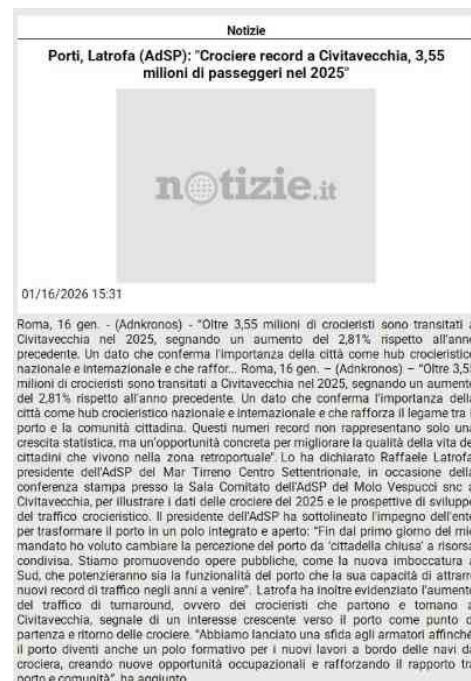 Notizie
Porti, Latrofa (AdSP): "Crociere record a Civitavecchia, 3,55
milioni di passeggeri nel 2025"
notizie.it
01/16/2026 15:31
Roma, 16 gen. - (Adnkronos) - "Oltre 3,55 milioni di crocieristi sono transitati a
Civitavecchia nel 2025, segnando un aumento del 2,81% rispetto all'anno
precedente. Un dato che conferma l'importanza della città come hub crocieristico
nazionale e internazionale e che raffor... Roma, 16 gen. – (Adnkronos) – "Oltre 3,55
milioni di crocieristi sono transitati a Civitavecchia nel 2025, segnando un aumento
del 2,81% rispetto all'anno precedente. Un dato che conferma l'importanza della
città come hub crocieristico nazionale e internazionale e che rafforza il legame tra il
porto e la comunità cittadina. Questi numeri record non rappresentano solo una
crescita statistica, ma un'opportunità concreta per migliorare la qualità della vita dei
cittadini che vivono nella zona retroportuale". Lo ha dichiarato Raffaele Latrofa,
presidente dell'AdSP del Mar Tirreno Centro Settentrionale, in occasione della
conferenza stampa presso la Sala Comitato dell'AdSP del Molo Vespucci snc a
Civitavecchia, per illustrare i dati delle crociere del 2025 e le prospettive di sviluppo
del traffico crocieristico. Il presidente dell'AdSP ha sottolineato l'impegno dell'ente
per trasformare il porto in un polo integrato e aperto: "Fin dal primo giorno del mio
mandato ho voluto cambiare la percezione del porto da 'cittadella chiusa' a risorsa
condivisa. Stiamo promuovendo opere pubbliche, come la nuova imboccatura a
Sud, che potenzieranno sia la funzionalità del porto che la sua capacità di attrarre
nuovi record di traffico negli anni a venire". Latrofa ha inoltre evidenziato l'aumento
del traffico di turnaround, ovvero dei crocieristi che partono e tornano a
Civitavecchia, segnale di un interesse crescente verso il porto come punto di
partenza e ritorno delle crociere. "Abbiamo lanciato una sfida agli armatori affinché
il porto diventi anche un polo formativo per i nuovi lavori a bordo delle navi da
crociera, creando nuove opportunità occupazionali e rafforzando il rapporto tra
porto e comunità", ha aggiunto.